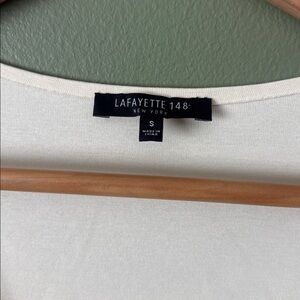 LAFAYETTE 148
NEW YORK
S
MADE IN
CHINA